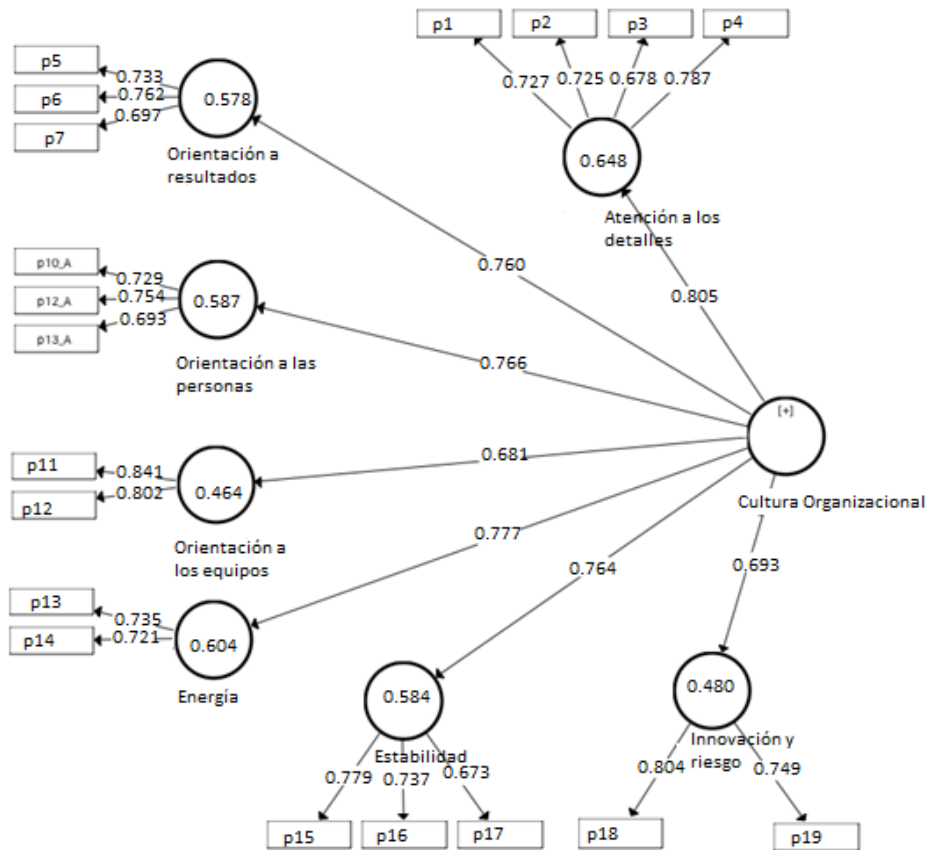 p1 p2 p3 p4
0.727 0.725 0.678 0.787
0.648
Atención a los
detalles
0.805
p5
p6
p7
0.733
0.762
0.697
0.578
Orientación a
resultados
0.760
p10_A
p12_A
p13_A
0.729
0.754
0.693
0.587
Orientación a las
personas
0.766
[+]
Cultura Organizacional
p11
p12
0.841
0.802
0.464
Orientación a
los equipos
0.681
p13
p14
0.735
0.721
0.604
Energía
0.777
0.764
0.584
Estabilidad
0.779 0.737 0.673
p15 p16 p17
0.693
0.480
Innovación y
riesgo
0.804 0.749
p18 p19